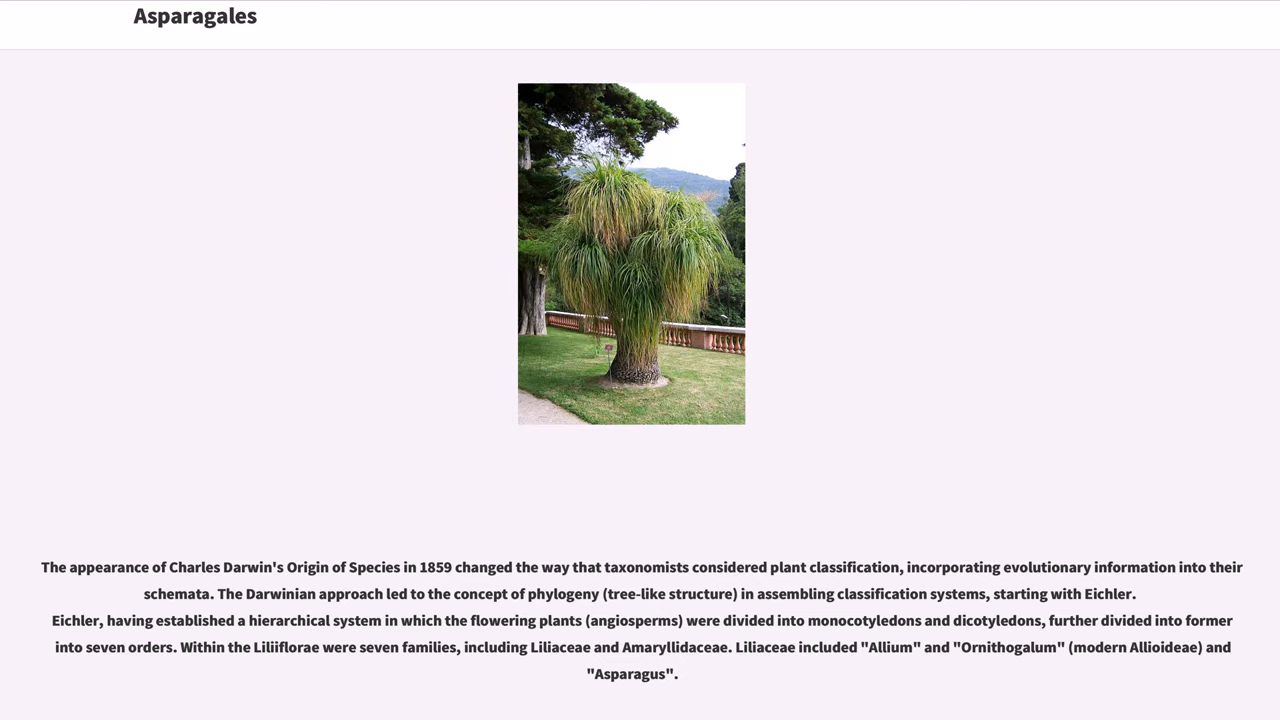 Asparagales
The appearance of Charles Darwin's Origin of Species in 1859 changed the way that taxonomists considered plant classification, incorporating evolutionary information into their
schemata. The Darwinian approach led to the concept of phylogeny (tree-like structure) in assembling classification systems, starting with Eichler.
Eichler, having established a hierarchical system in which the flowering plants (angiosperms) were divided into monocotyledons and dicotyledons, further divided into former
into seven orders. Within the Liliiflorae were seven families, including Liliaceae and Amaryllidaceae. Liliaceae included "Allium" and "Ornithogalum" (modern Allioideae) and
"Asparagus".